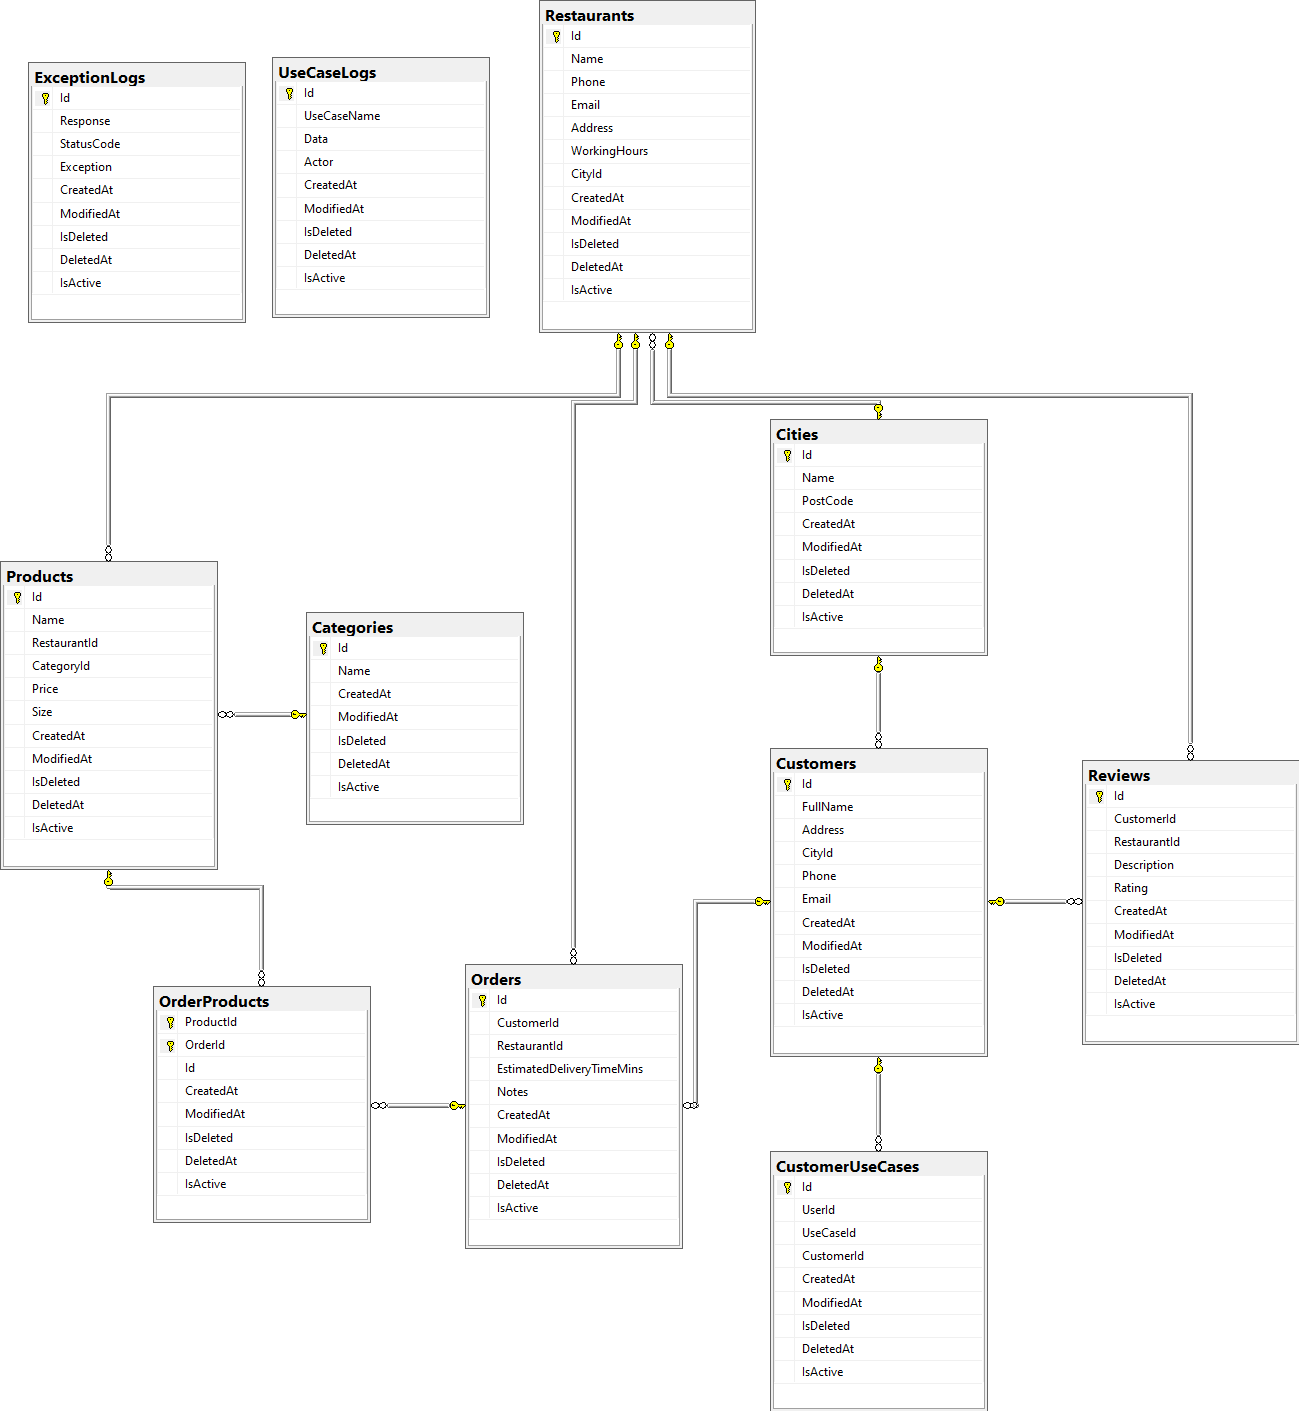 Restaurants
Id
Name
Phone
Email
Address
WorkingHours
CityId
CreatedAt
ModifiedAt
IsDeleted
DeletedAt
IsActive
ExceptionLogs
Id
Response
StatusCode
Exception
CreatedAt
ModifiedAt
IsDeleted
DeletedAt
IsActive
UseCaseLogs
Id
UseCaseName
Data
Actor
CreatedAt
ModifiedAt
IsDeleted
DeletedAt
IsActive
Cities
Id
Name
PostCode
CreatedAt
ModifiedAt
IsDeleted
DeletedAt
IsActive
Products
Id
Name
RestaurantId
CategoryId
Price
Size
CreatedAt
ModifiedAt
IsDeleted
DeletedAt
IsActive
Categories
Id
Name
CreatedAt
ModifiedAt
IsDeleted
DeletedAt
IsActive
Customers
Id
FullName
Address
CityId
Phone
Email
CreatedAt
ModifiedAt
IsDeleted
DeletedAt
IsActive
Reviews
Id
CustomerId
RestaurantId
Description
Rating
CreatedAt
ModifiedAt
IsDeleted
DeletedAt
IsActive
OrderProducts
ProductId
OrderId
Id
CreatedAt
ModifiedAt
IsDeleted
DeletedAt
IsActive
Orders
Id
CustomerId
RestaurantId
EstimatedDeliveryTimeMins
Notes
CreatedAt
ModifiedAt
IsDeleted
DeletedAt
IsActive
CustomerUseCases
Id
UserId
UseCaseId
CustomerId
CreatedAt
ModifiedAt
IsDeleted
DeletedAt
IsActive